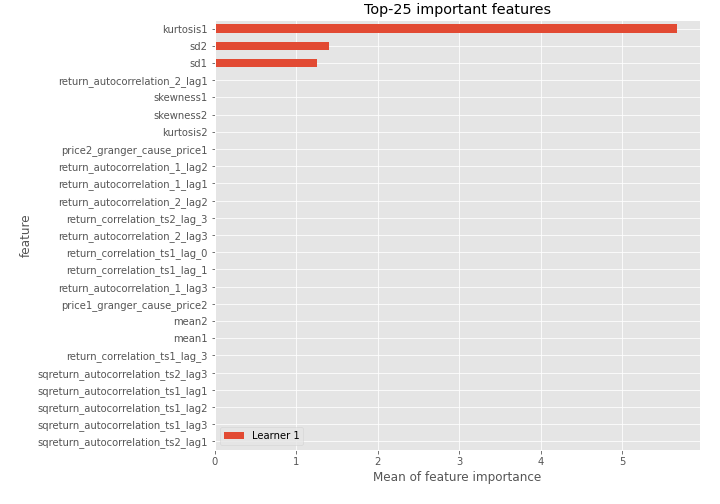 Top-25 important features
kurtosis1
sd2
sd1
return_autocorrelation_2_lag1
skewness1
skewness2
kurtosis2
price2_granger_cause_price1
return_autocorrelation_1_lag2
return_autocorrelation_1_lag1
return_autocorrelation_2_lag2
return_correlation_ts2_lag_3
return_autocorrelation_2_lag3
return_correlation_ts1_lag_0
return_correlation_ts1_lag_1
return_autocorrelation_1_lag3
price1_granger_cause_price2
mean2
mean1
return_correlation_ts1_lag_3
sqreturn_autocorrelation_ts2_lag3
sqreturn_autocorrelation_ts1_lag1
sqreturn_autocorrelation_ts1_lag2
sqreturn_autocorrelation_ts1_lag3
sqreturn_autocorrelation_ts2_lag1
feature
Learner 1
0 1 2 3 4 5
Mean of feature importance